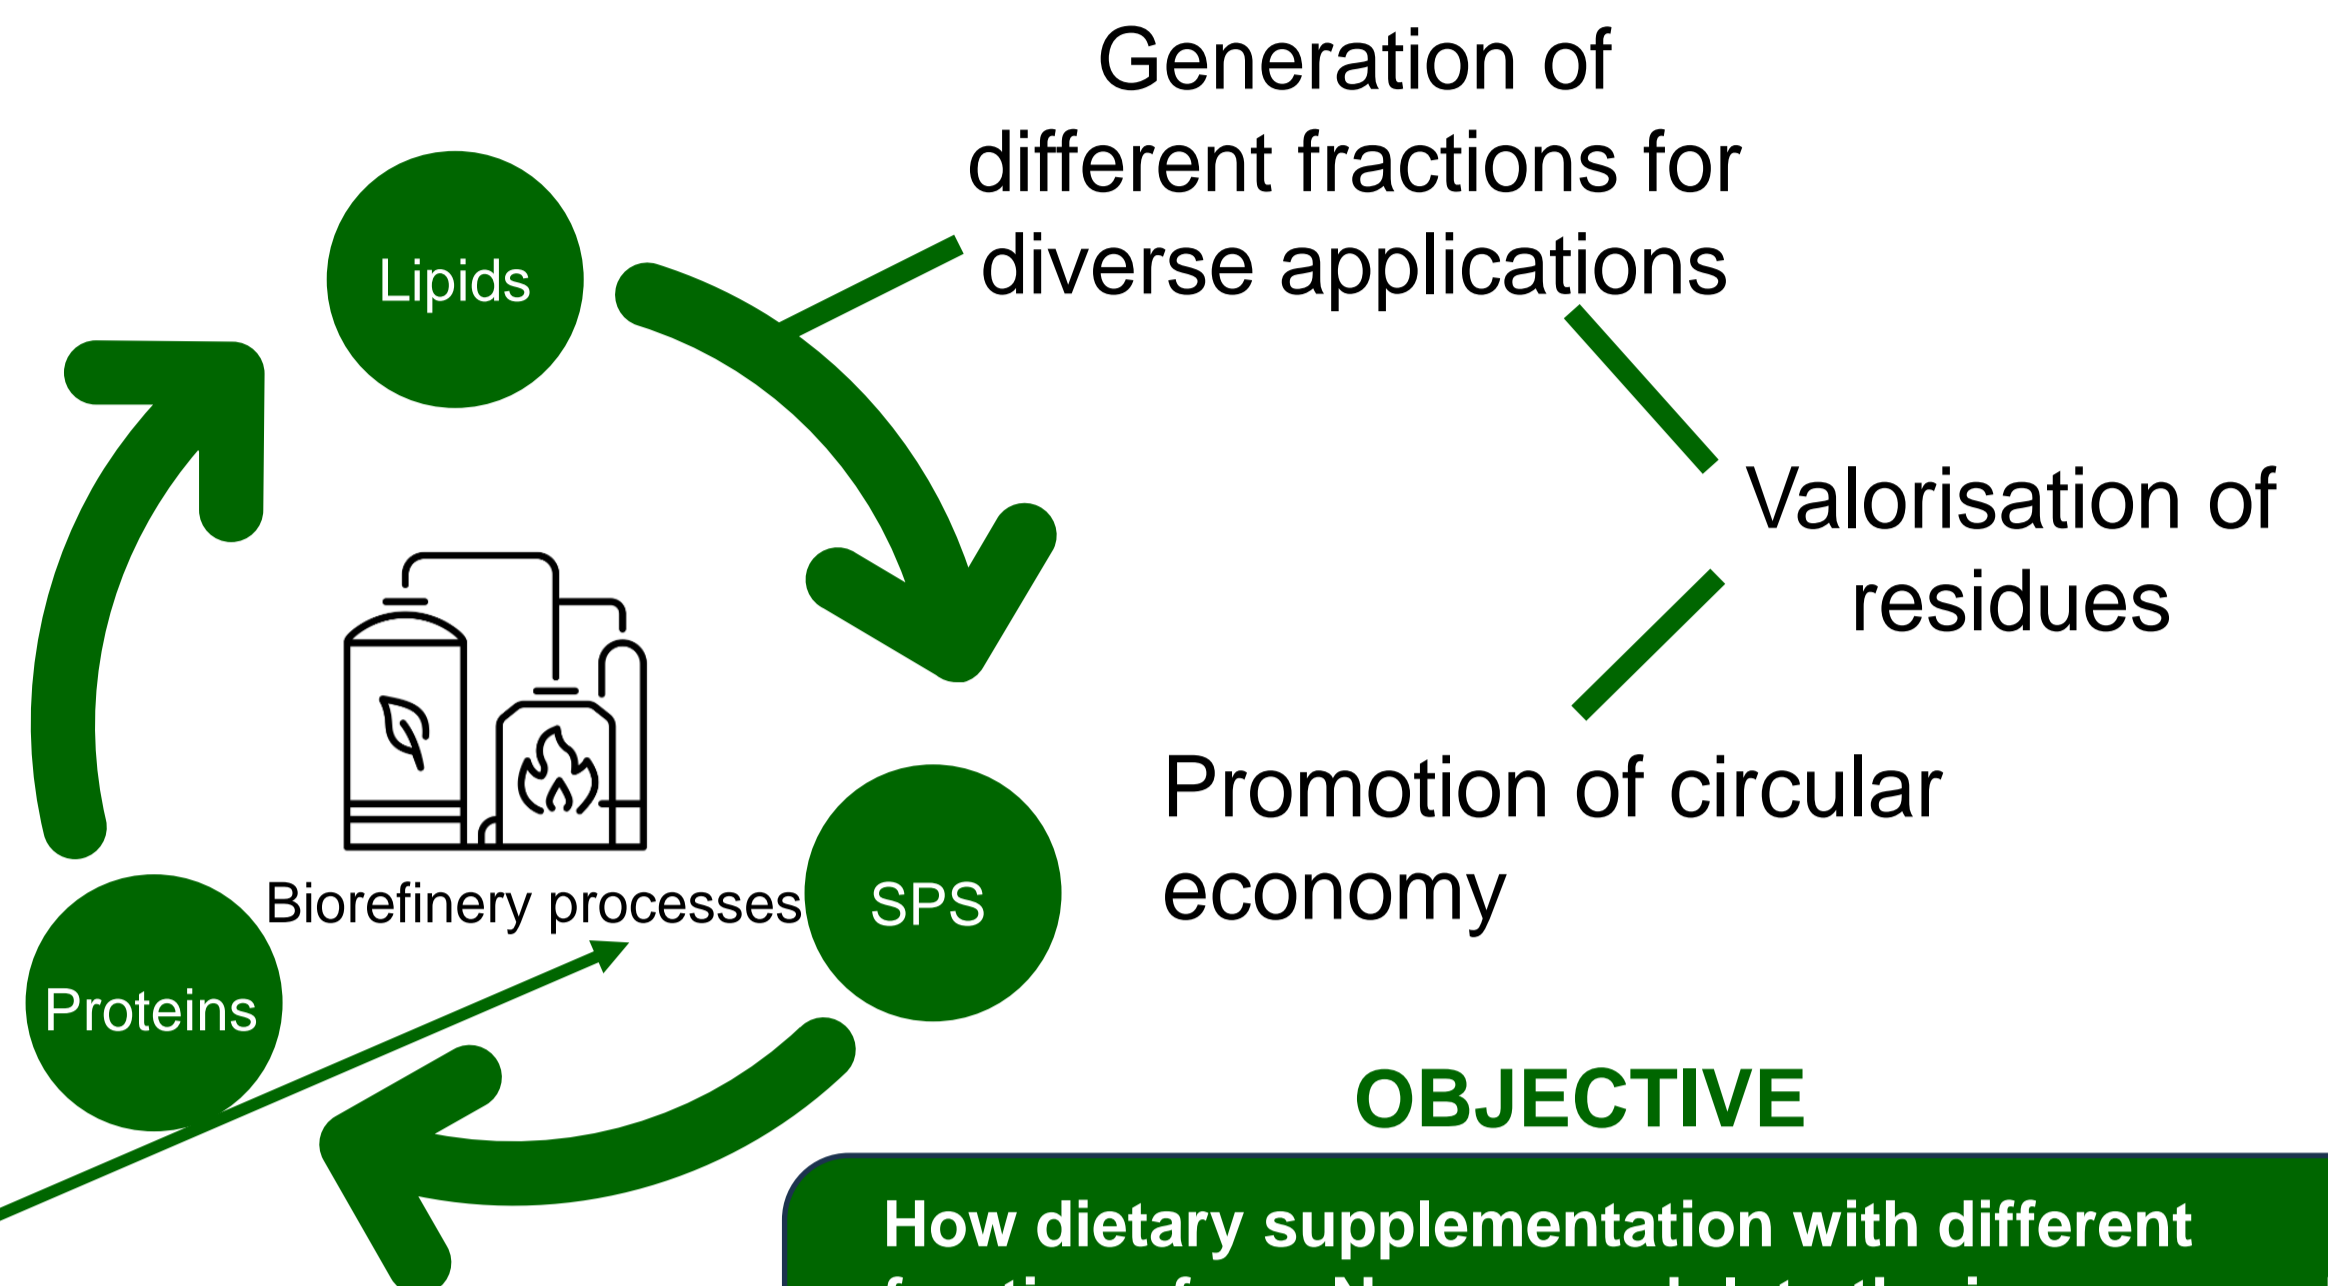 Generation of
different fractions for
diverse applications
Lipids
Valorisation of
residues
Promotion of circular
economy
Biorefinery processes
SPS
Proteins
OBJECTIVE
How dietary supplementation with different